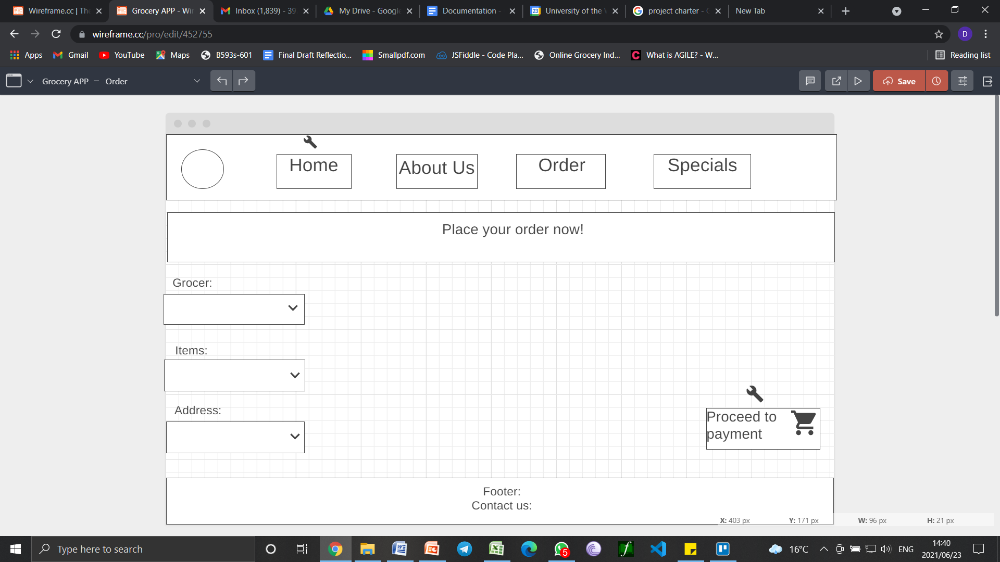 Wireframe.cc | The
Grocery APP - Wir
Inbox (1,839) - 39
My Drive - Google
Documentation -
University of the
project charter -
New Tab
wireframe.cc/pro/edit/452755
D
Apps
Gmail
YouTube
Maps
B593s-601
Final Draft Reflectio...
Smallpdf.com
JSFiddle - Code Pla...
Online Grocery Ind...
What is AGILE? - W...
Reading list
Grocery APP — Order
Save
Home
About Us
Order
Specials
Place your order now!
Grocer:
Items:
Address:
Proceed to
payment
Footer:
Contact us:
X: 403 px
Y: 171 px
W: 96 px
H: 21 px
Type here to search
5
16°C
ENG
14:40
2021/06/23